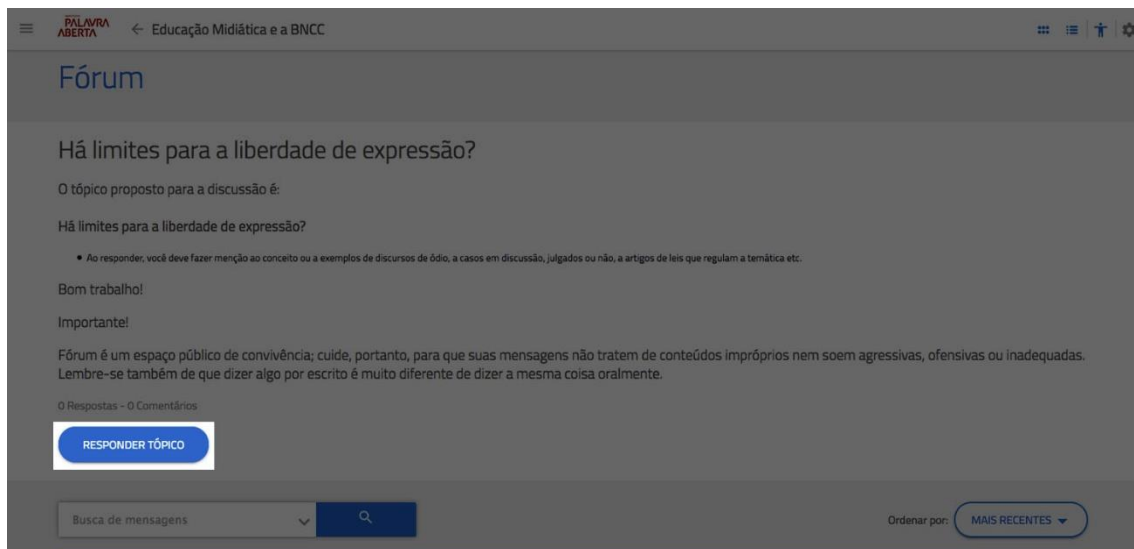 PALAVRA
ABERTA
← Educação Midiática e a BNCC
Fórum
Há limites para a liberdade de expressão?
O tópico proposto para a discussão é:
Há limites para a liberdade de expressão?
• Ao responder, você deve fazer menção ao conceito ou a exemplos de discursos de ódio, a casos em discussão, julgados ou não, a artigos de leis que regulam a temática etc.
Bom trabalho!
Importante!
Fórum é um espaço público de convivência; cuide, portanto, para que suas mensagens não tratem de conteúdos impróprios nem soem agressivas, ofensivas ou inadequadas.
Lembre-se também de que dizer algo por escrito é muito diferente de dizer a mesma coisa oralmente.
0 Respostas - 0 Comentários
RESPONDER TÓPICO
Busca de mensagens
Ordenar por: MAIS RECENTES